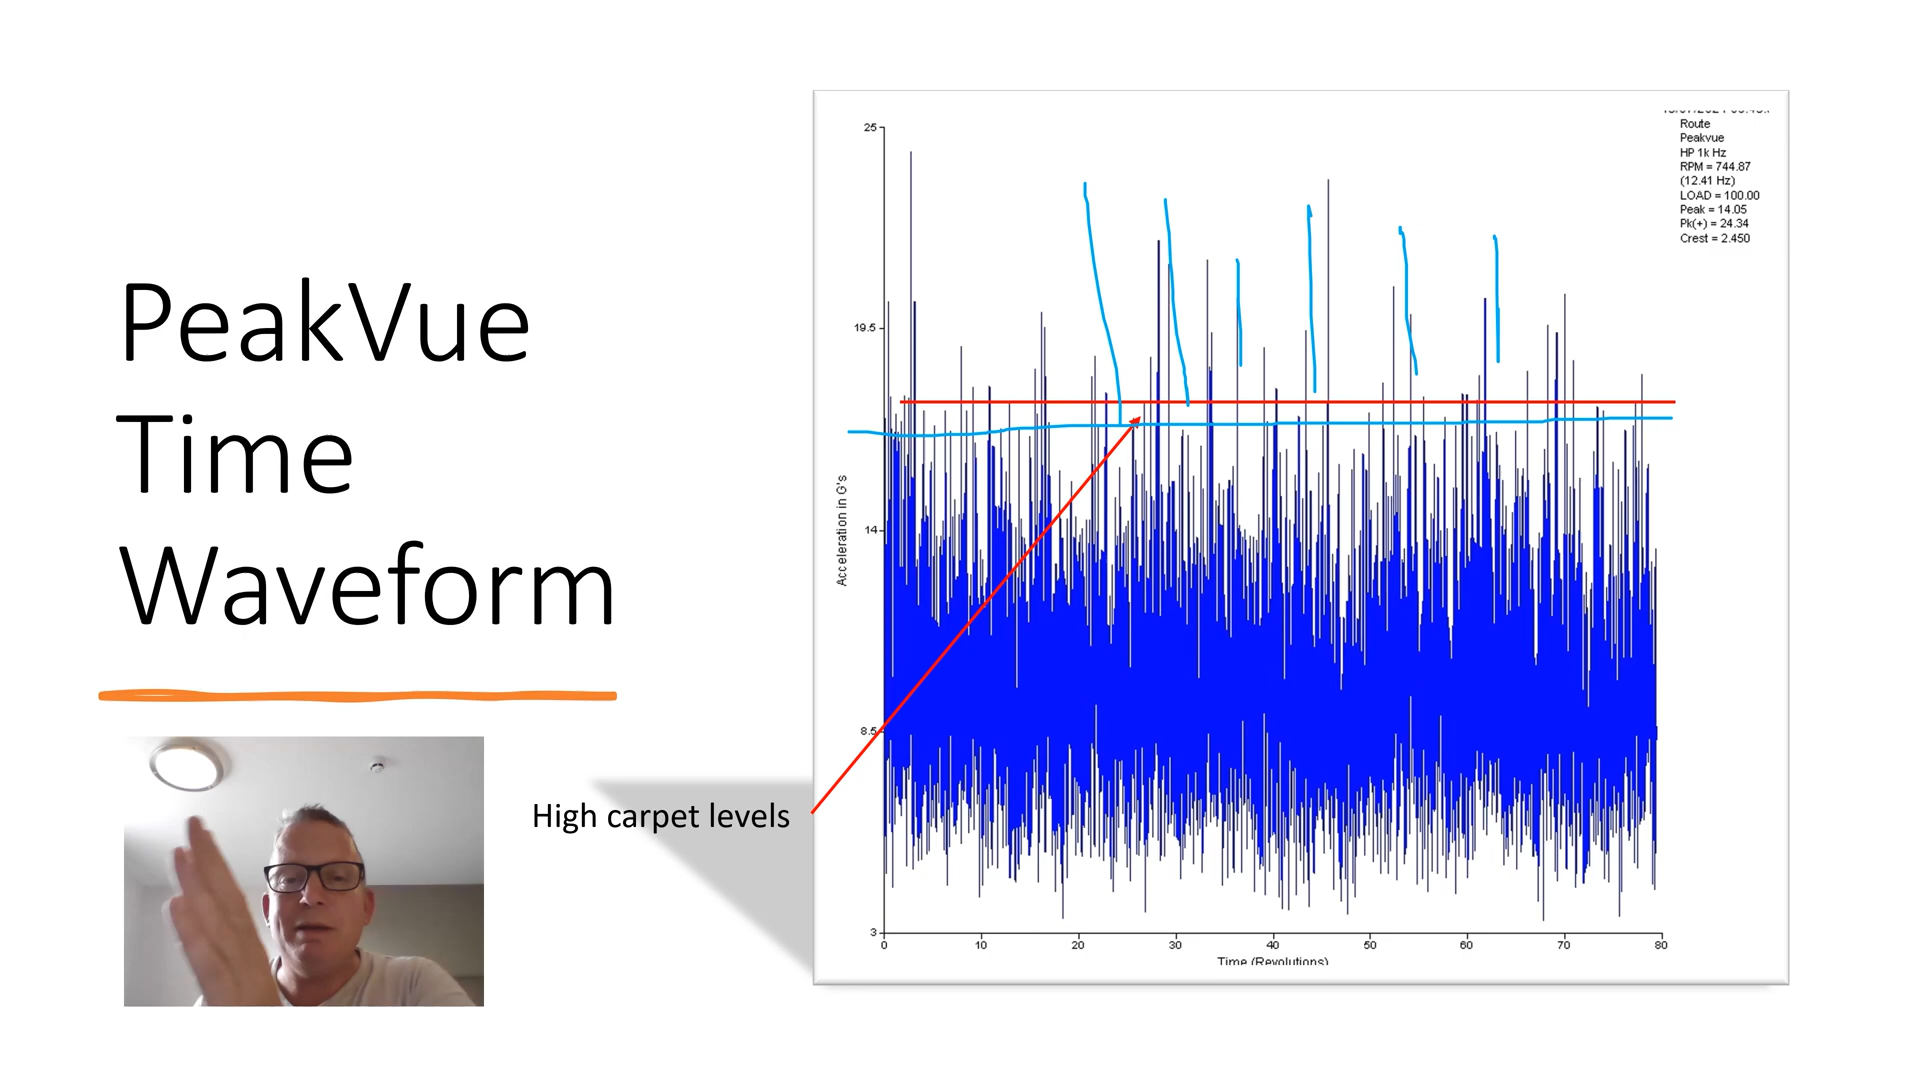 PeakVue
Time
Waveform
High carpet levels
Route
Peakvue
HP 1k Hz
RPM = 744.87
(12.41 Hz)
LOAD = 100.00
Peak = 14.05
Pk(+) = 24.34
Crest = 2.450
25
19.5
14
8.5
3
Acceleration in G's
0 10 20 30 40 50 60 70 80
Time (Revolutions)